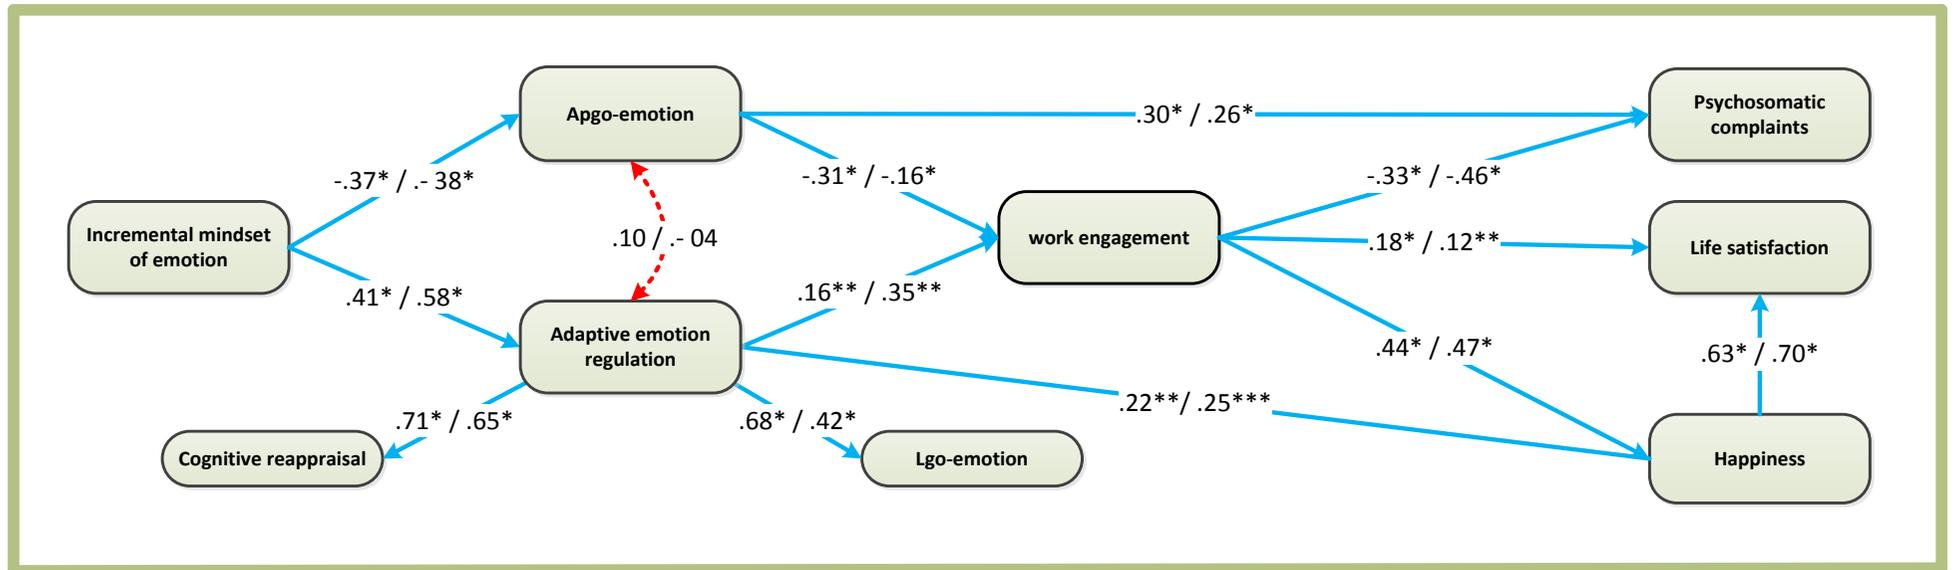 Apgo-emotion
Psychosomatic
complaints
.30* / .26*
-.37* / .- 38*
-.31* / -.16*
-.33* / -.46*
Incremental mindset
of emotion
.10 / .- 04
work engagement
.18* / .12**
Life satisfaction
.41* / .58*
.16** / .35**
Adaptive emotion
regulation
.44* / .47*
.63* / .70*
.22**/ .25***
.71* / .65*
.68* / .42*
Cognitive reappraisal
Lgo-emotion
Happiness